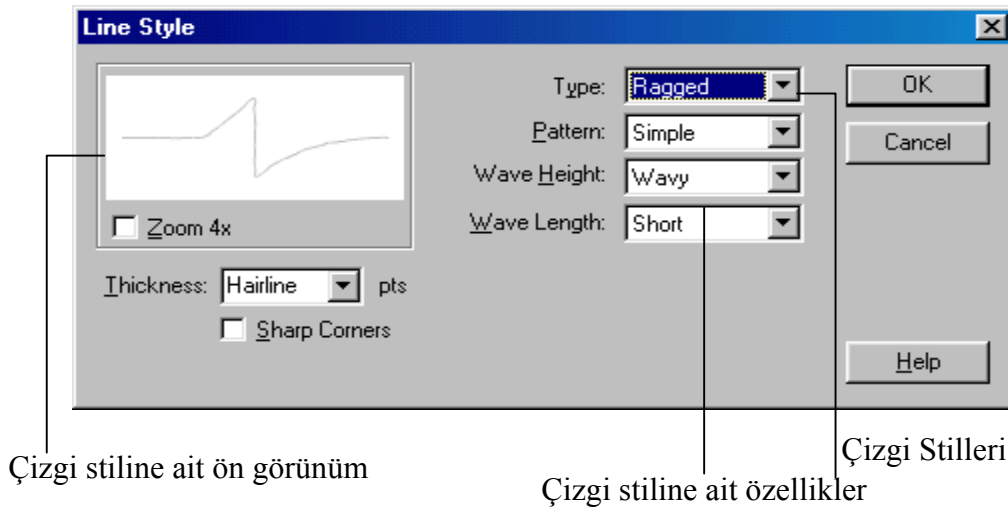 Line Style
Type: Ragged
OK
Pattern: Simple
Cancel
Wave Height: Wavy
Wave Length: Short
Zoom 4x
Thickness: Hairline pts
Sharp Corners
Help
Çizgi stiline ait ön görünüm
Çizgi Stilleri
Çizgi stiline ait özellikler